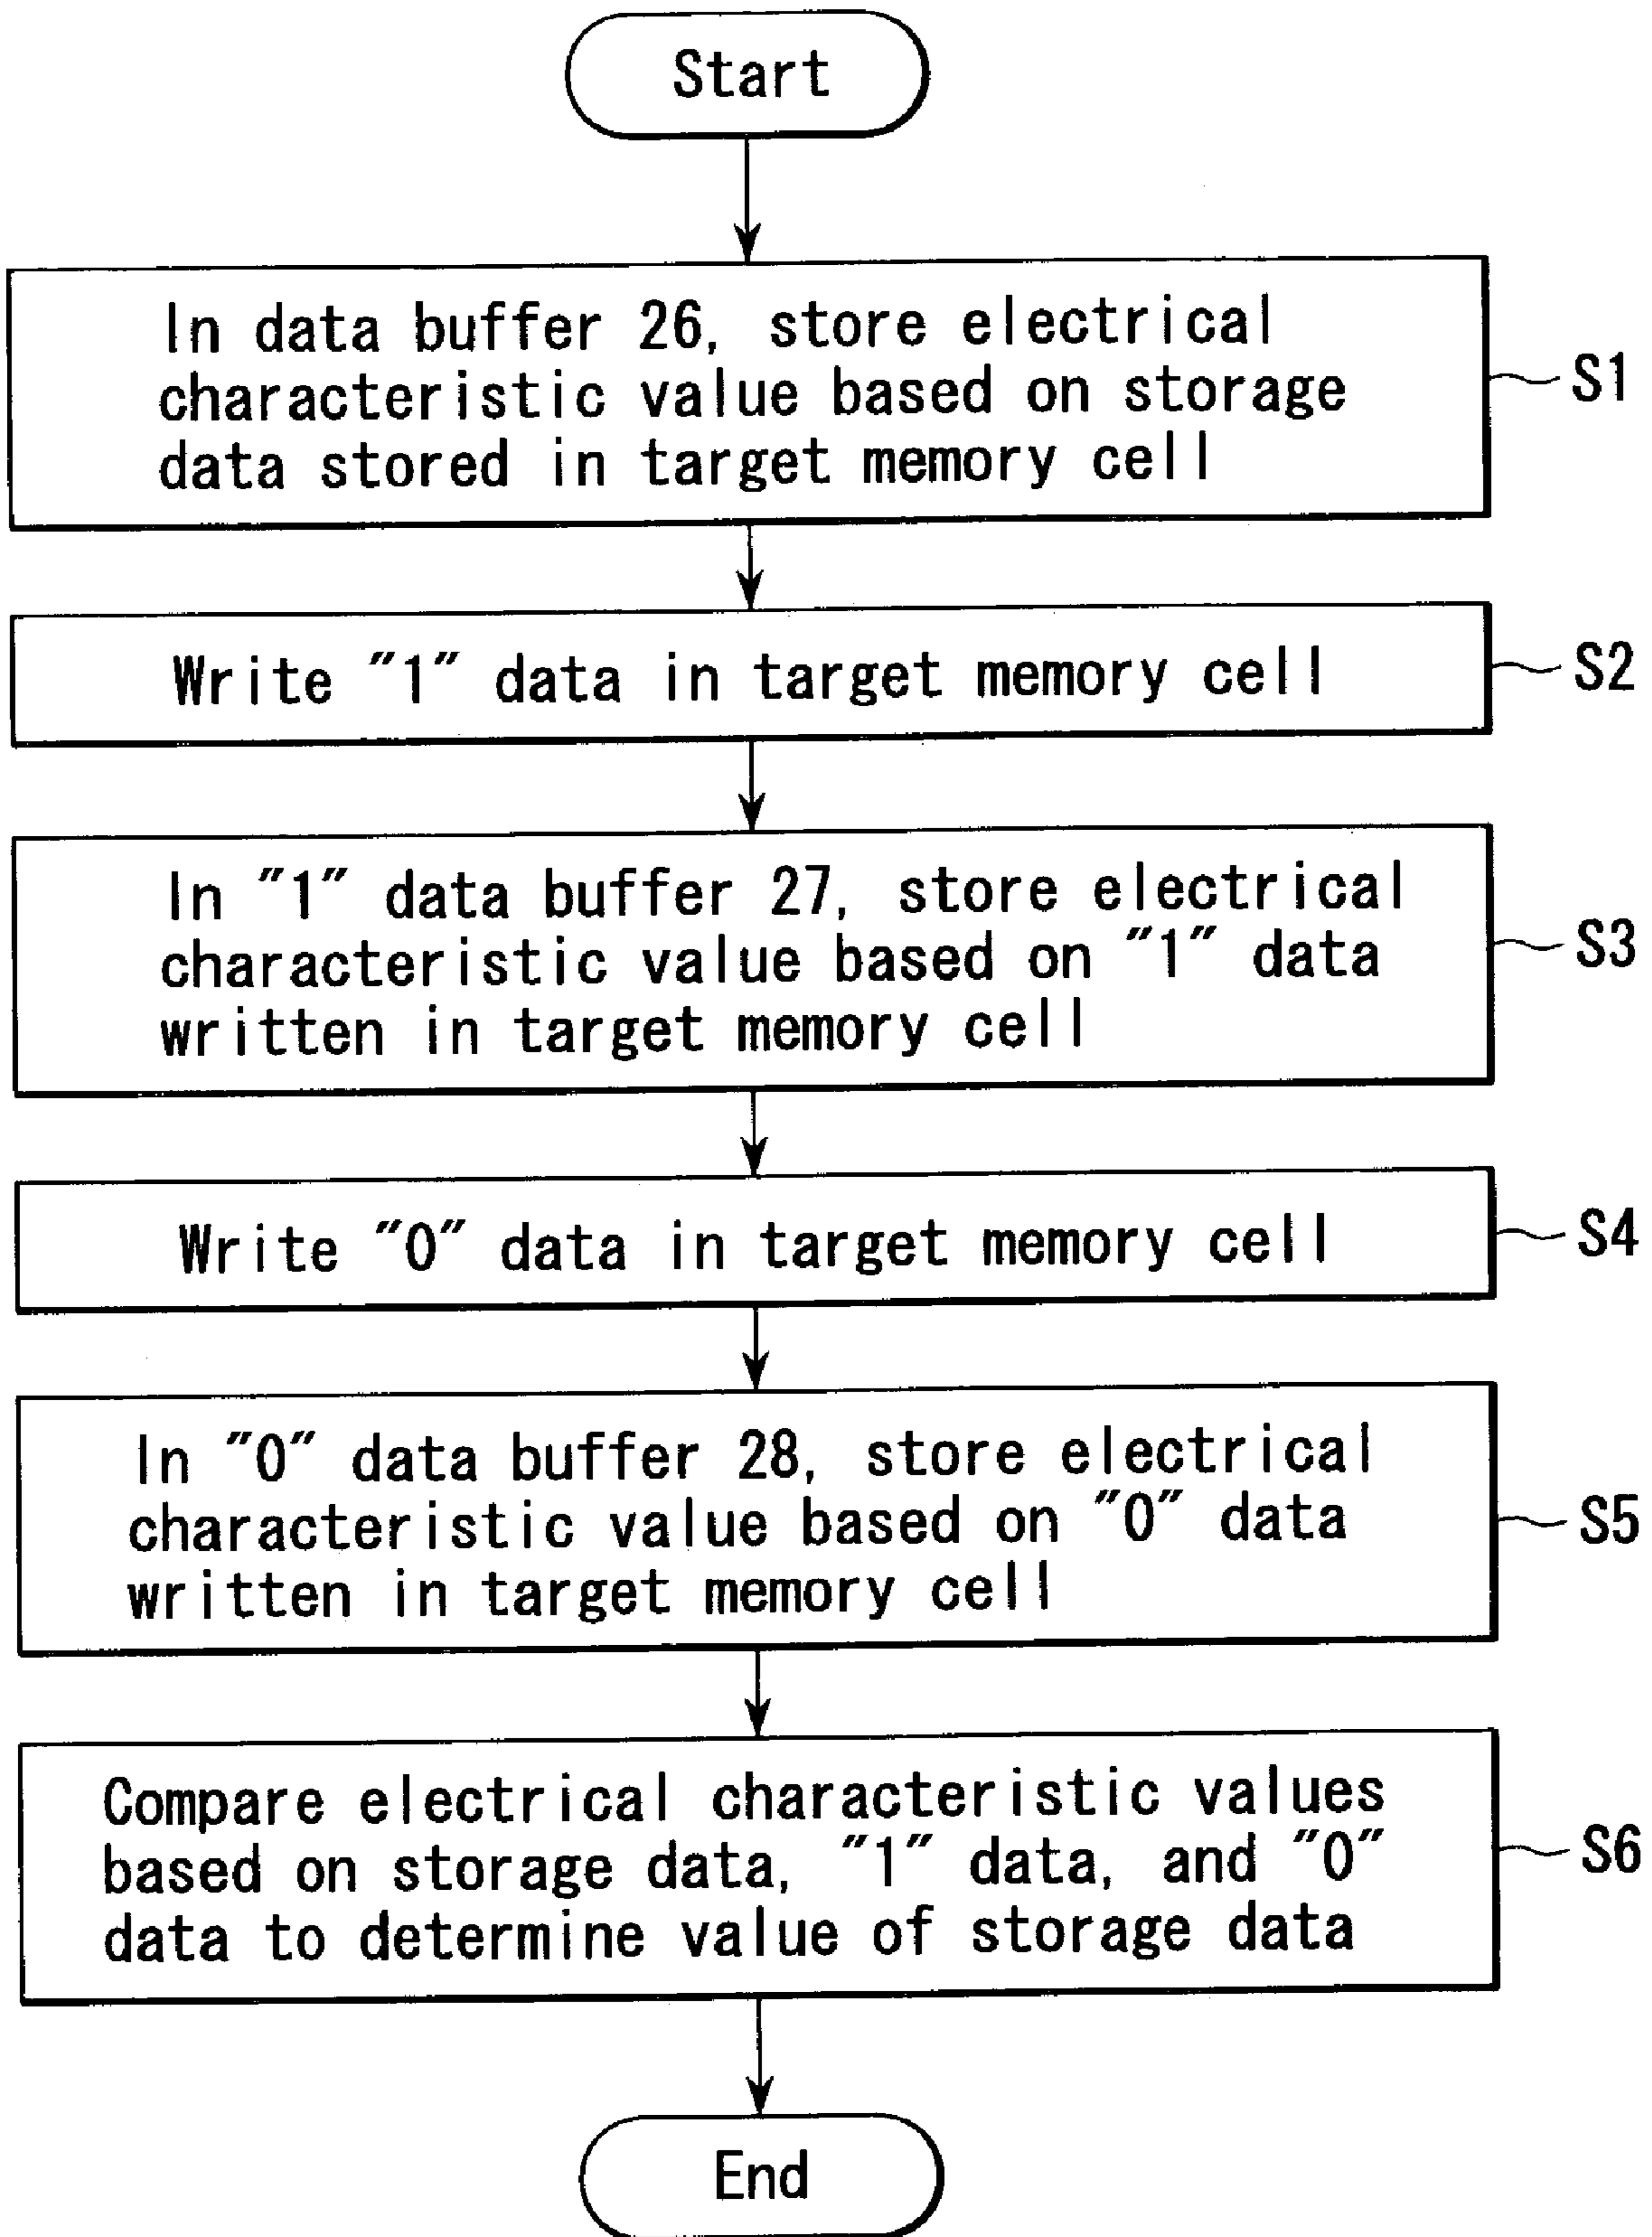 Start
In data buffer 26, store electrical
characteristic value based on storage
data stored in target memory cell
S1
Write "1" data in target memory cell
S2
In "1" data buffer 27, store electrical
characteristic value based on "1" data
written in target memory cell
S3
Write "0" data in target memory cell
S4
In "0" data buffer 28, store electrical
characteristic value based on "0" data
written in target memory cell
S5
Compare electrical characteristic values
based on storage data, "1" data, and "0"
data to determine value of storage data
S6
End